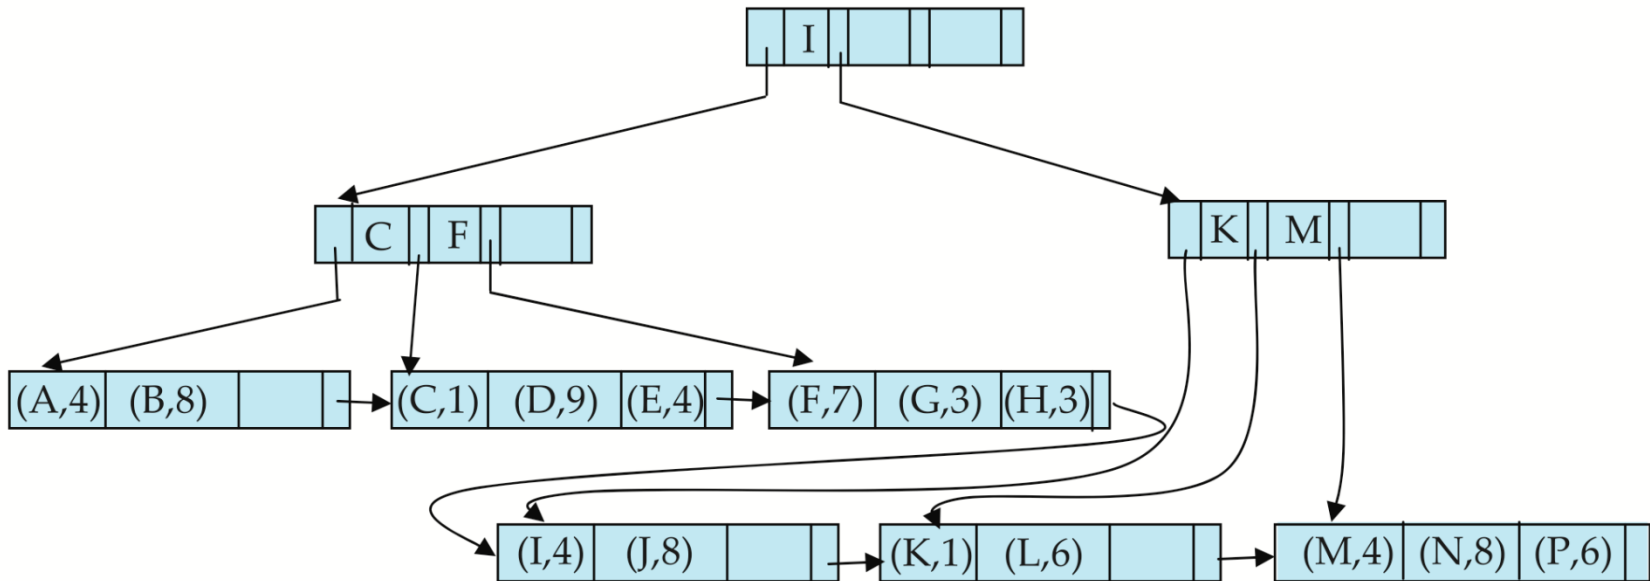 I
C F
K M
(A,4) (B,8) (C,1) (D,9) (E,4) (F,7) (G,3) (H,3)
(I,4) (J,8) (K,1) (L,6) (M,4) (N,8) (P,6)